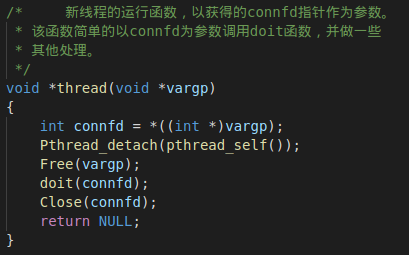 /*     新线程的运行函数，以获得的connfd指针作为参数。
 * 该函数简单的以connfd为参数调用doit函数，并做一些
 * 其他处理。
 */
void *thread(void *vargp)
{
    int connfd = *((int *)vargp);
    Pthread_detach(pthread_self());
    Free(vargp);
    doit(connfd);
    Close(connfd);
    return NULL;
}